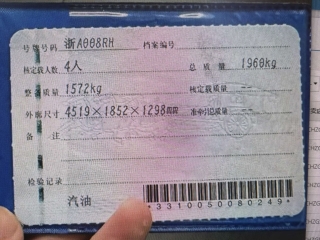 号牌号码 浙A008RH 档案编号
核定载人数 4人 总质量 1960kg
整备质量 1572kg 核定载质量 --
外廓尺寸 4519×1852×1298mm 准牵引总质量 --
备注
检验记录
汽油
*3310050080249*